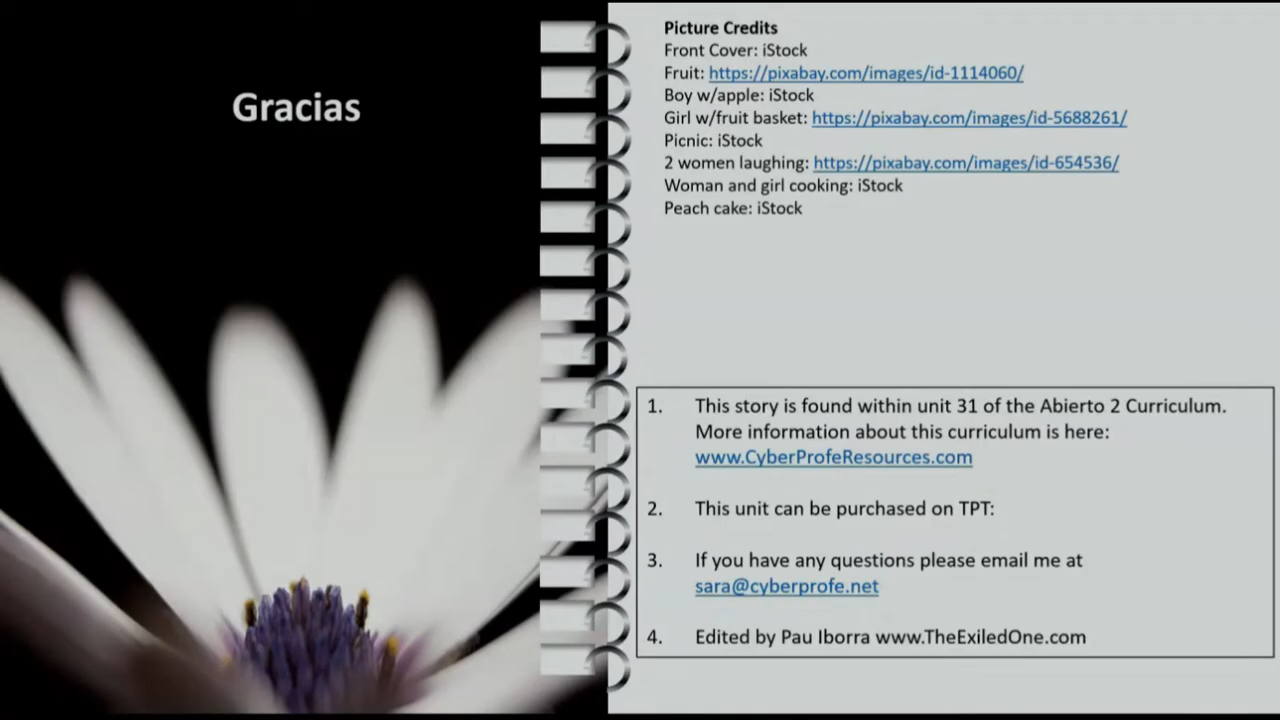 Gracias
Picture Credits
Front Cover: iStock
Fruit: https://pixabay.com/images/id-1114060/
Boy w/apple: iStock
Girl w/fruit basket: https://pixabay.com/images/id-5688261/
Picnic: iStock
2 women laughing: https://pixabay.com/images/id-654536/
Woman and girl cooking: iStock
Peach cake: iStock
1. This story is found within unit 31 of the Abierto 2 Curriculum.
More information about this curriculum is here:
www.CyberProfeResources.com
2. This unit can be purchased on TPT:
3. If you have any questions please email me at
sara@cyberprofe.net
4. Edited by Pau Iborra www.TheExiledOne.com